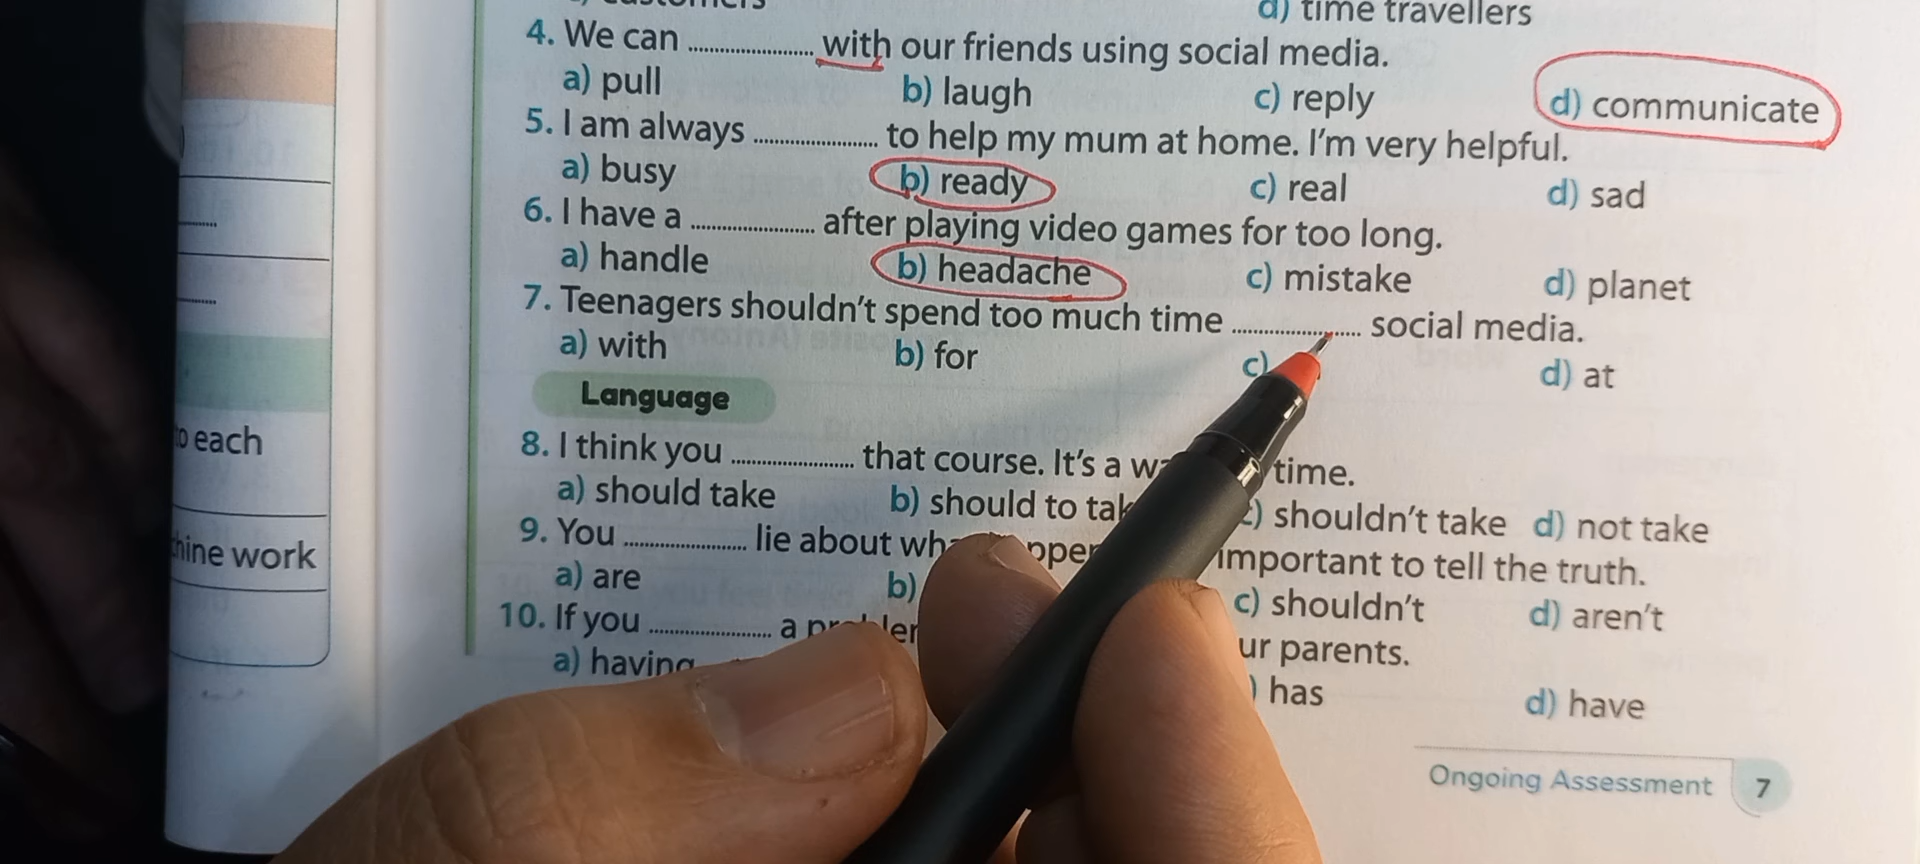 d) time travellers
4. We can .................... with our friends using social media.
a) pull b) laugh c) reply d) communicate
5. I am always .................... to help my mum at home. I'm very helpful.
a) busy b) ready c) real d) sad
6. I have a .................... after playing video games for too long.
a) handle b) headache c) mistake d) planet
7. Teenagers shouldn't spend too much time .................... social media.
a) with b) for c) d) at
Language
8. I think you .................... that course. It's a time.
a) should take b) should to c) shouldn't take d) not take
9. You .................... lie about important to tell the truth.
a) are b) c) shouldn't d) aren't
10. If you .................... a parents.
a) having has d) have
Ongoing Assessment 7
each
work